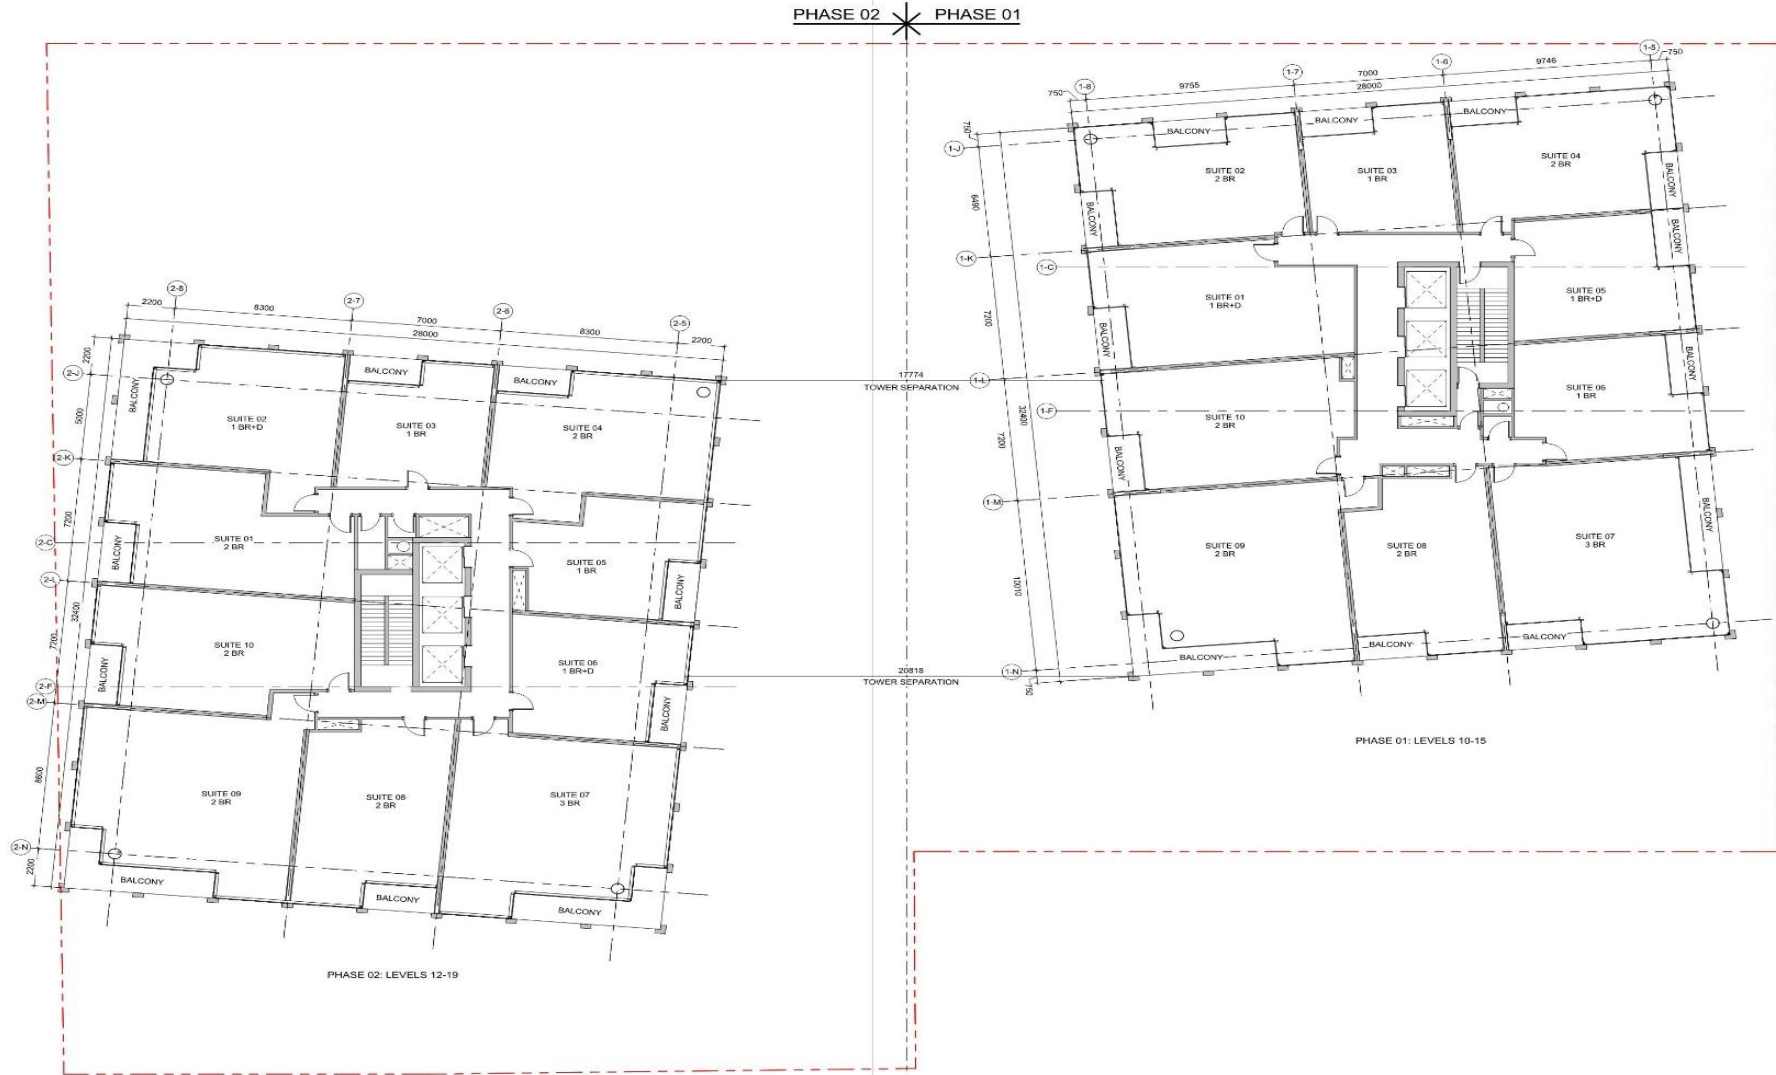 PHASE 02 PHASE 01
1-5
750
9746
1-6
7000
28000
1-7
9755
1-8
750
750
1-J
6490
1-K
1-C
7200
1-L
1-F
32400
7200
1-M
10010
1-N
750
BALCONY
BALCONY
BALCONY
BALCONY
BALCONY
BALCONY
BALCONY
BALCONY
BALCONY
BALCONY
BALCONY
BALCONY
BALCONY
SUITE 02
2 BR
SUITE 03
1 BR
SUITE 04
2 BR
SUITE 01
1 BR+D
SUITE 05
1 BR+D
SUITE 10
2 BR
SUITE 06
1 BR
SUITE 09
2 BR
SUITE 08
2 BR
SUITE 07
3 BR
PHASE 01: LEVELS 10-15
17774
TOWER SEPARATION
20818
TOWER SEPARATION
2-8
2200
8300
2-7
7000
28000
2-6
8300
2-5
2200
2200
2-J
5000
2-K
7200
2-C
2-L
32400
7200
2-F
2-M
8600
2-N
2200
BALCONY
BALCONY
BALCONY
BALCONY
BALCONY
BALCONY
BALCONY
BALCONY
BALCONY
BALCONY
SUITE 02
1 BR+D
SUITE 03
1 BR
SUITE 04
2 BR
SUITE 01
2 BR
SUITE 05
1 BR
SUITE 10
2 BR
SUITE 06
1 BR+D
SUITE 09
2 BR
SUITE 08
2 BR
SUITE 07
3 BR
PHASE 02: LEVELS 12-19